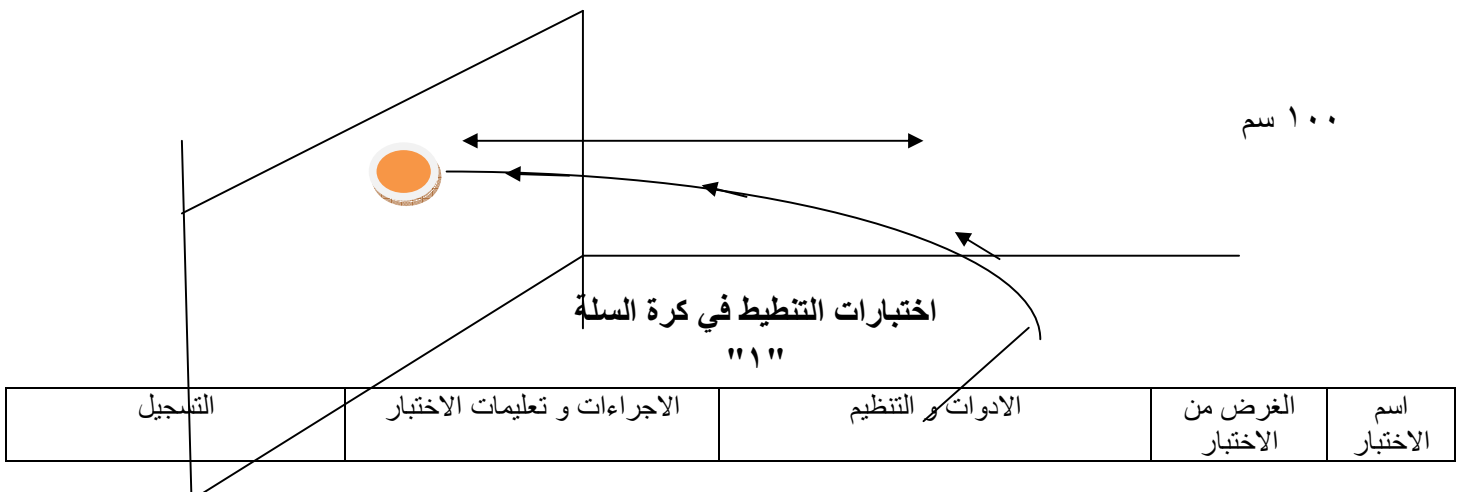 ١٠٠ سم
اختبارات التنطيط في كرة السلة
"١"
اسم الاختبار
الغرض من الاختبار
الادوات و التنظيم
الاجراءات و تعليمات الاختبار
التسجيل